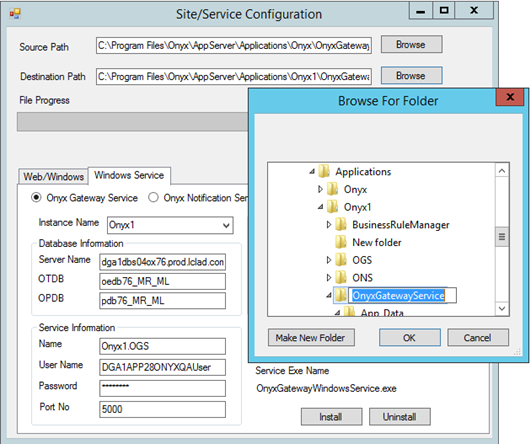 Site/Service Configuration
Source Path
C:\Program Files\Onyx\AppServer\Applications\Onyx\OnyxGateway
Browse
Destination Path
C:\Program Files\Onyx\AppServer\Applications\Onyx1\OnyxGatewa
Browse
File Progress
Web/Windows
Windows Service
Onyx Gateway Service
Onyx Notification Ser
Instance Name
Onyx1
Database Information
Server Name
dga1dbs04ox76.prod.lclad.con
OTDB
oedb76_MR_ML
OPDB
pdb76_MR_ML
Service Information
Name
Onyx1.OGS
User Name
DGA1APP28ONYXQAUser
Password
********
Port No
5000
Service Exe Name
OnyxGatewayWindowsService.exe
Install
Uninstall
Browse For Folder
x
Applications
Onyx
Onyx1
BusinessRuleManager
New folder
OGS
ONS
OnyxGatewayService
App_Data
Make New Folder
OK
Cancel